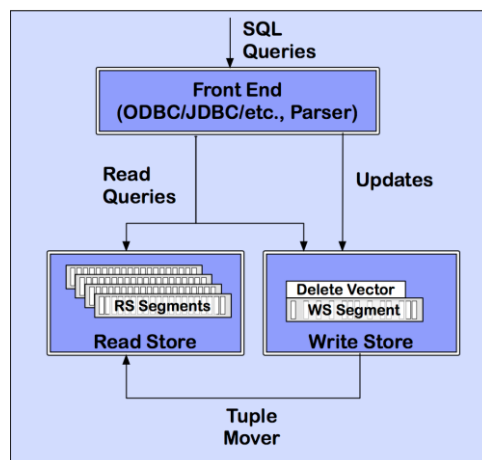 SQL
Queries
Front End
(ODBC/JDBC/etc., Parser)
Read
Queries
Updates
RS Segments
Read Store
Delete Vector
WS Segment
Write Store
Tuple
Mover